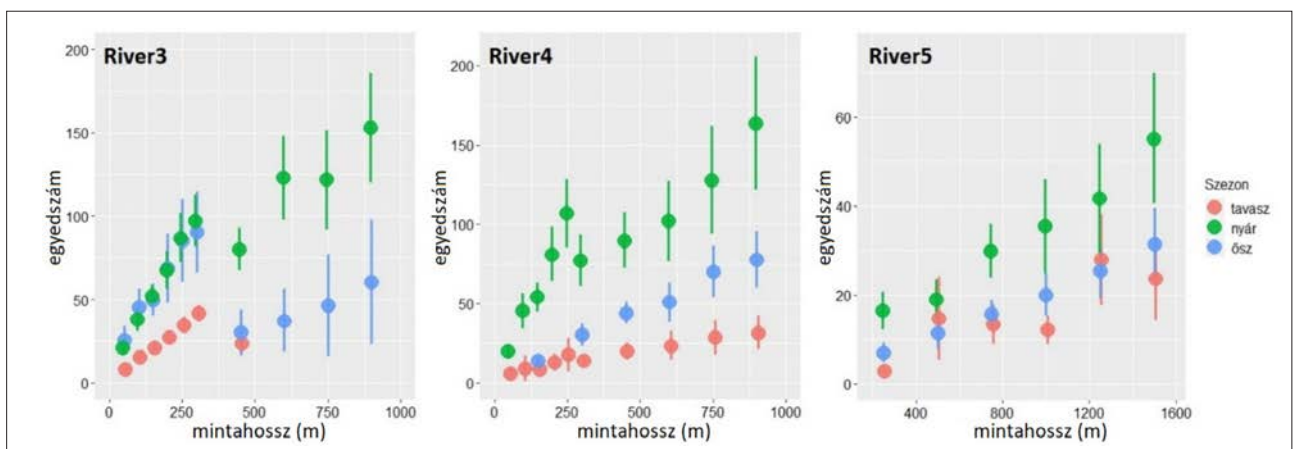 River3
200
150
100
50
0
egyedszám
0
250
500
750
1000
mintahossz (m)
River4
200
150
100
50
0
egyedszám
0
250
500
750
1000
mintahossz (m)
River5
60
40
20
0
egyedszám
400
800
1200
1600
mintahossz (m)
Szezon
tavasz
nyár
ősz